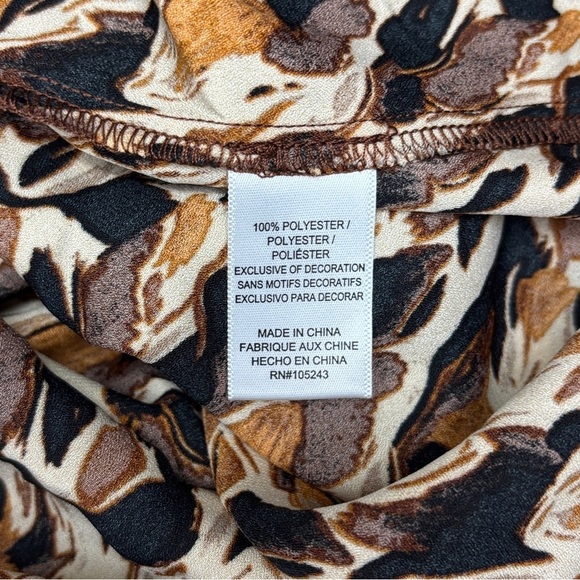 100% POLYESTER /
POLYESTER /
POLIÉSTER
EXCLUSIVE OF DECORATION
SANS MOTIFS DECORATIFS
EXCLUSIVO PARA DECORAR
MADE IN CHINA
FABRIQUE AUX CHINE
HECHO EN CHINA
RN#105243